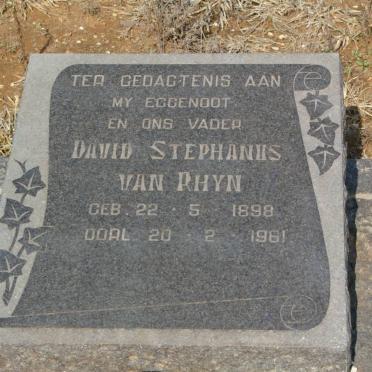 TER GEDAGTENIS AAN
MY EGGENOOT
EN ONS VADER
DAVID STEPHANUS
VAN RHYN
GEB. 22 - 5 - 1898
OORL. 20 - 2 - 1961